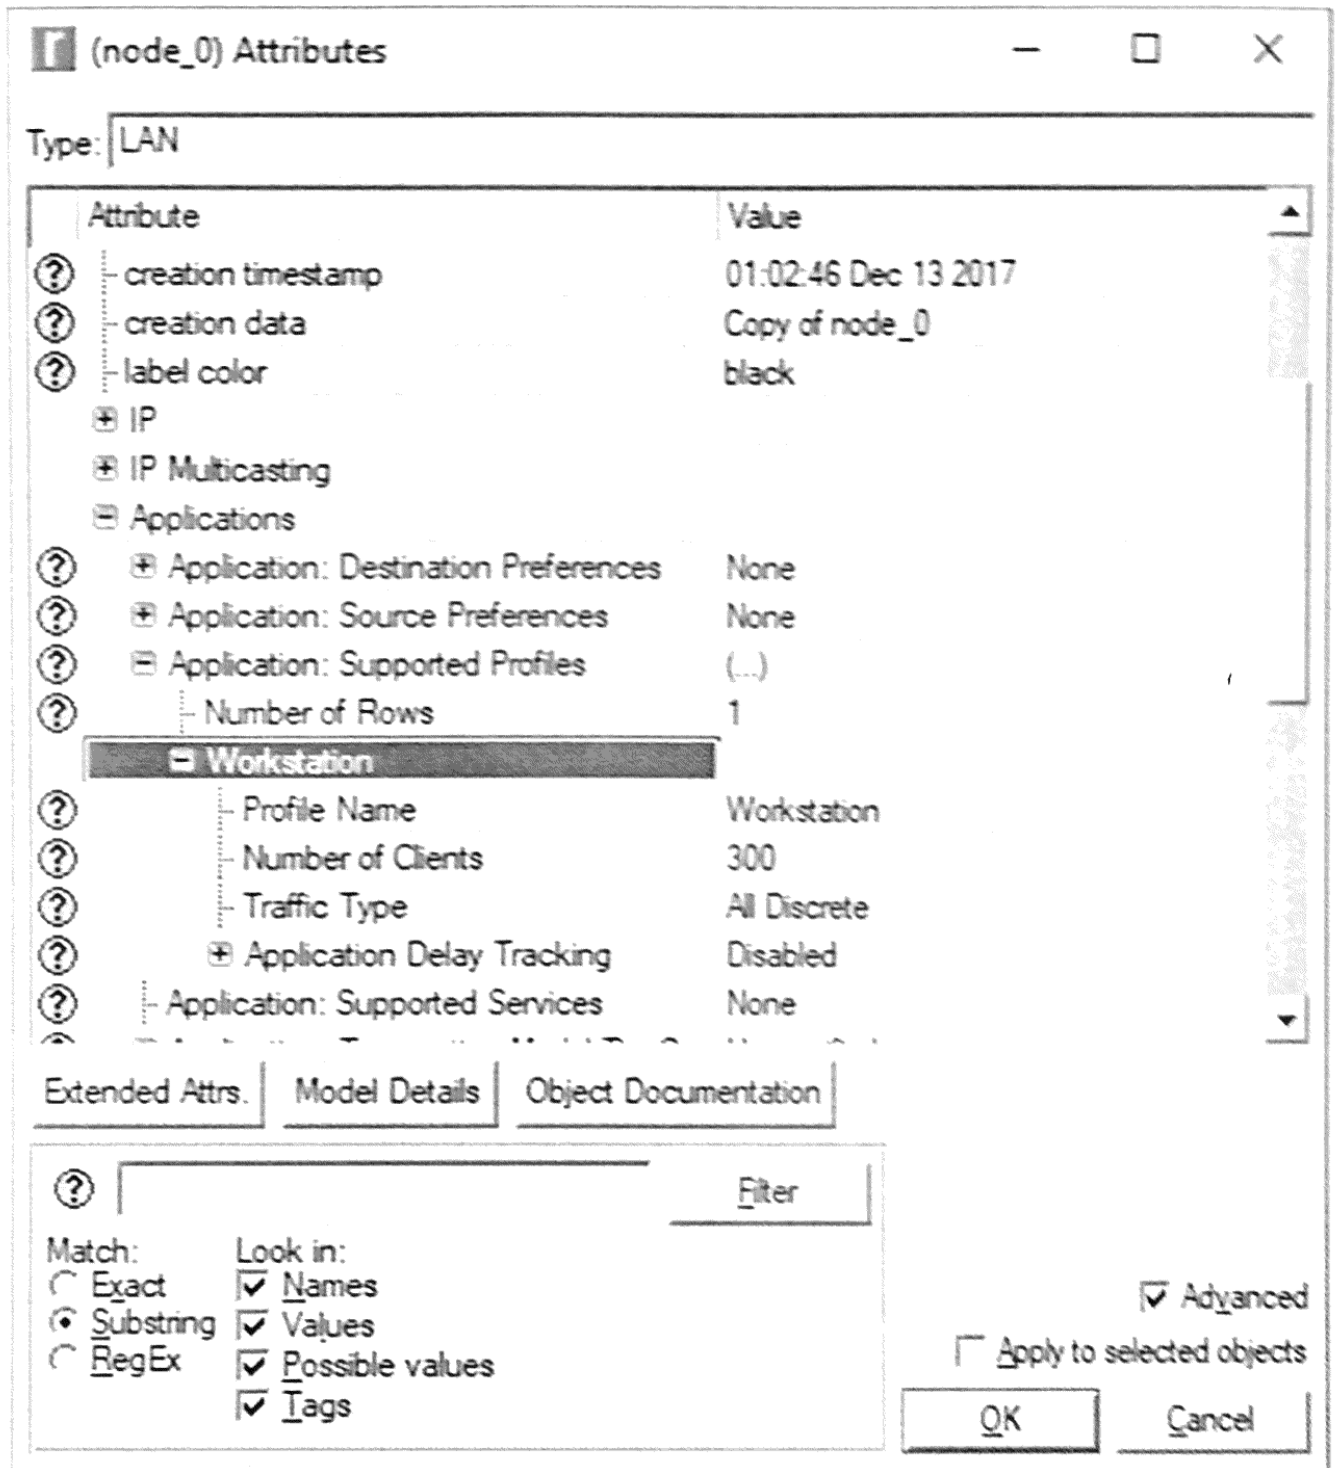 (node_0) Attributes
Type: LAN
Attribute Value
creation timestamp 01:02:46 Dec 13 2017
creation data Copy of node_0
label color black
IP
IP Multicasting
Applications
Application: Destination Preferences None
Application: Source Preferences None
Application: Supported Profiles (...)
Number of Rows 1
Workstation
Profile Name Workstation
Number of Clients 300
Traffic Type All Discrete
Application Delay Tracking Disabled
Application: Supported Services None
Extended Attrs. Model Details Object Documentation
Filter
Match: Look in:
Exact Names
Substring Values
RegEx Possible values
Tags
Advanced
Apply to selected objects
OK Cancel